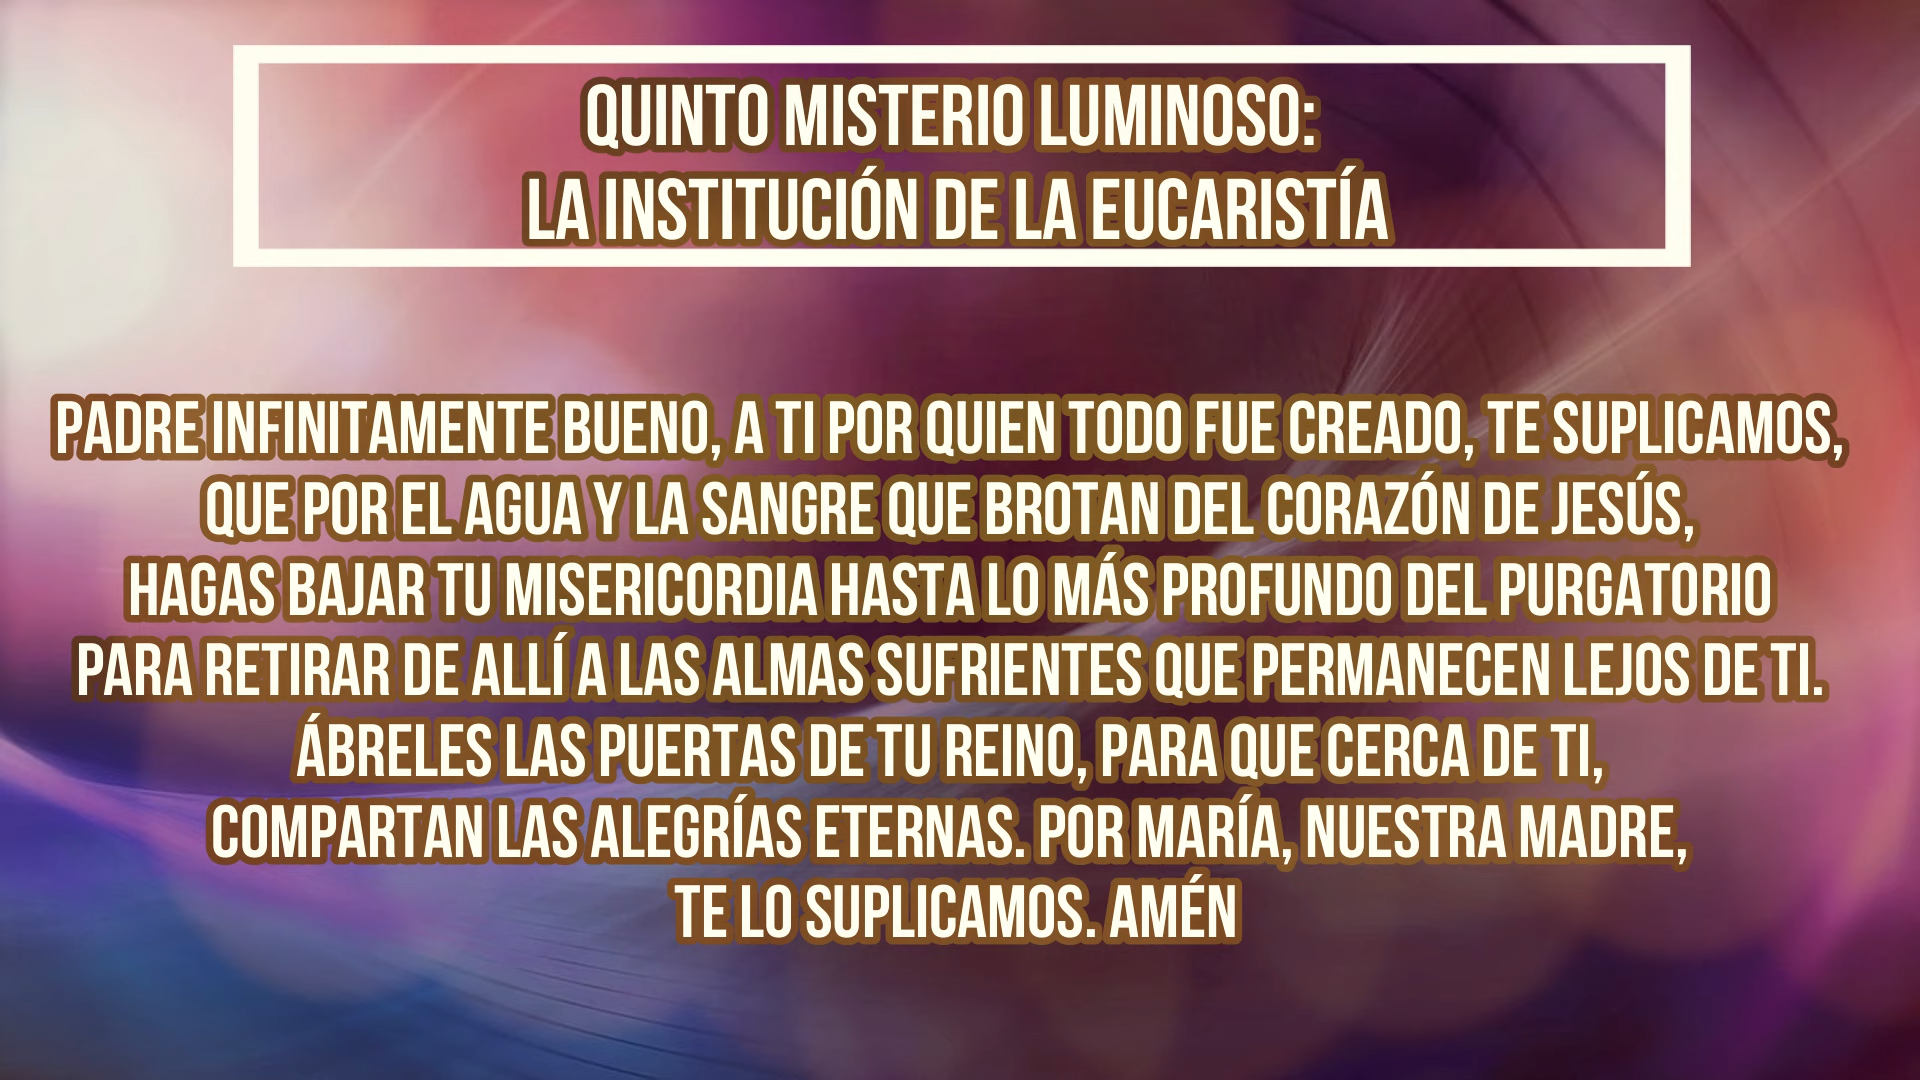 QUINTO MISTERIO LUMINOSO:
LA INSTITUCIÓN DE LA EUCARISTÍA
PADRE INFINITAMENTE BUENO, A TI POR QUIEN TODO FUE CREADO, TE SUPLICAMOS,
QUE POR EL AGUA Y LA SANGRE QUE BROTAN DEL CORAZÓN DE JESÚS,
HAGAS BAJAR TU MISERICORDIA HASTA LO MÁS PROFUNDO DEL PURGATORIO
PARA RETIRAR DE ALLÍ A LAS ALMAS SUFRIENTES QUE PERMANECEN LEJOS DE TI.
ÁBRELES LAS PUERTAS DE TU REINO, PARA QUE CERCA DE TI,
COMPARTAN LAS ALEGRÍAS ETERNAS. POR MARÍA, NUESTRA MADRE,
TE LO SUPLICAMOS. AMÉN